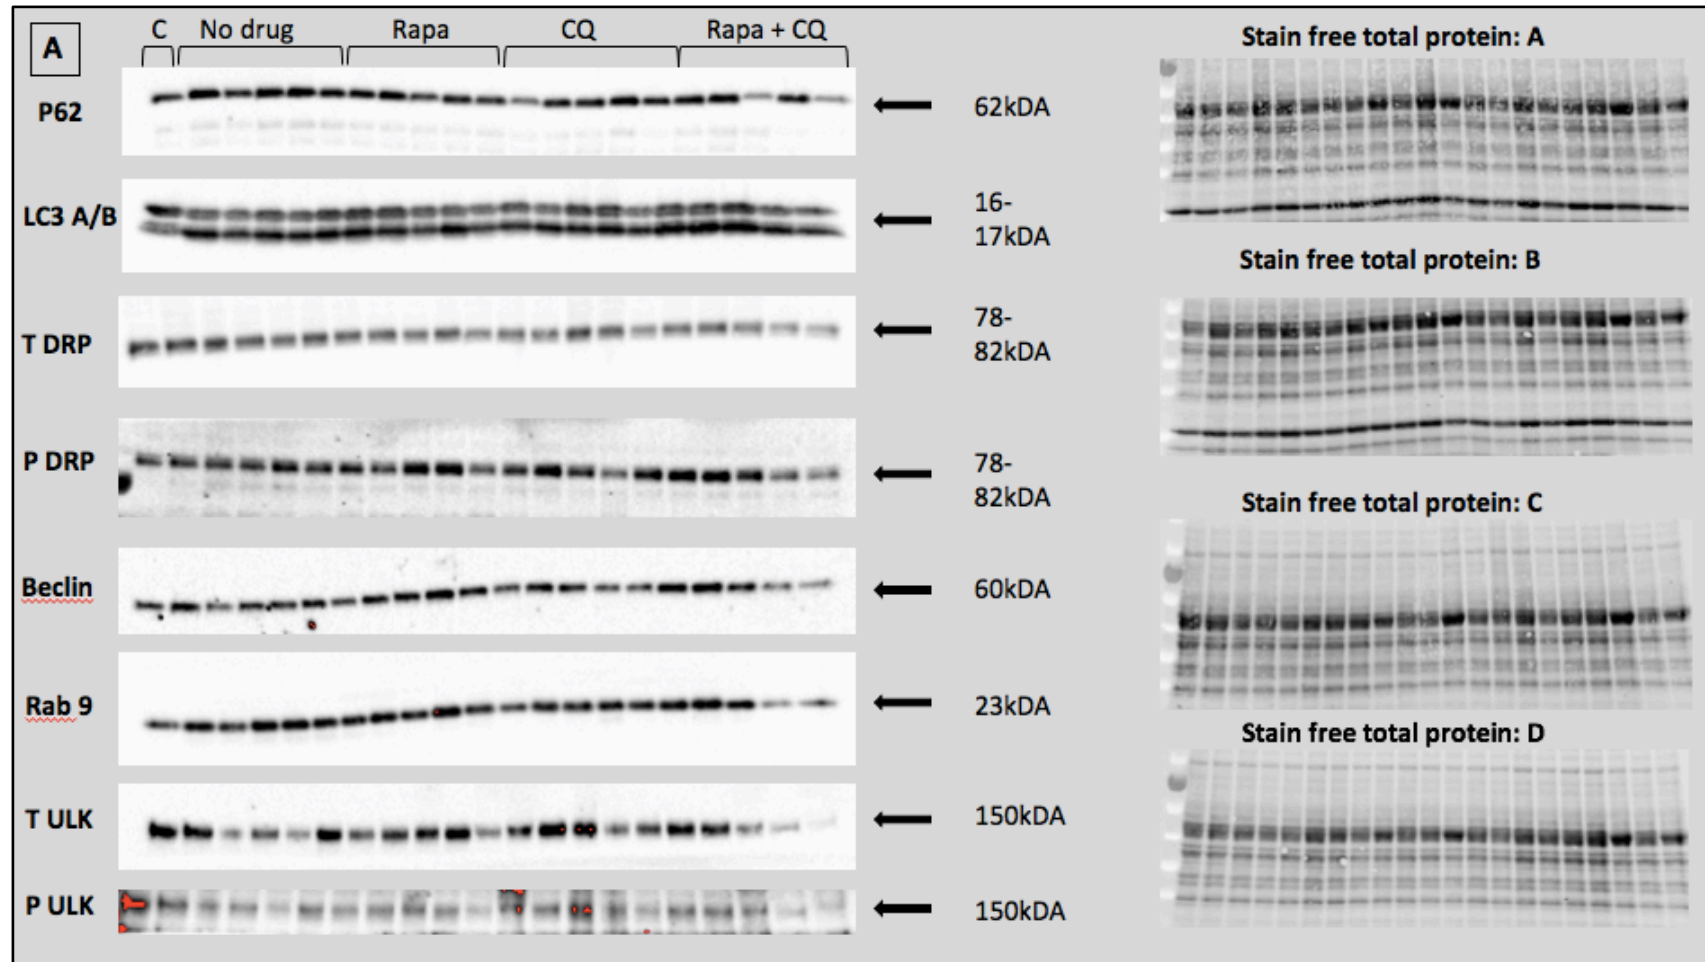 A
C No drug Rapa CQ Rapa + CQ
P62
62kDA
LC3 A/B
16-
17kDA
T DRP
78-
82kDA
P DRP
78-
82kDA
Beclin
60kDA
Rab 9
23kDA
T ULK
150kDA
P ULK
150kDA
Stain free total protein: A
Stain free total protein: B
Stain free total protein: C
Stain free total protein: D